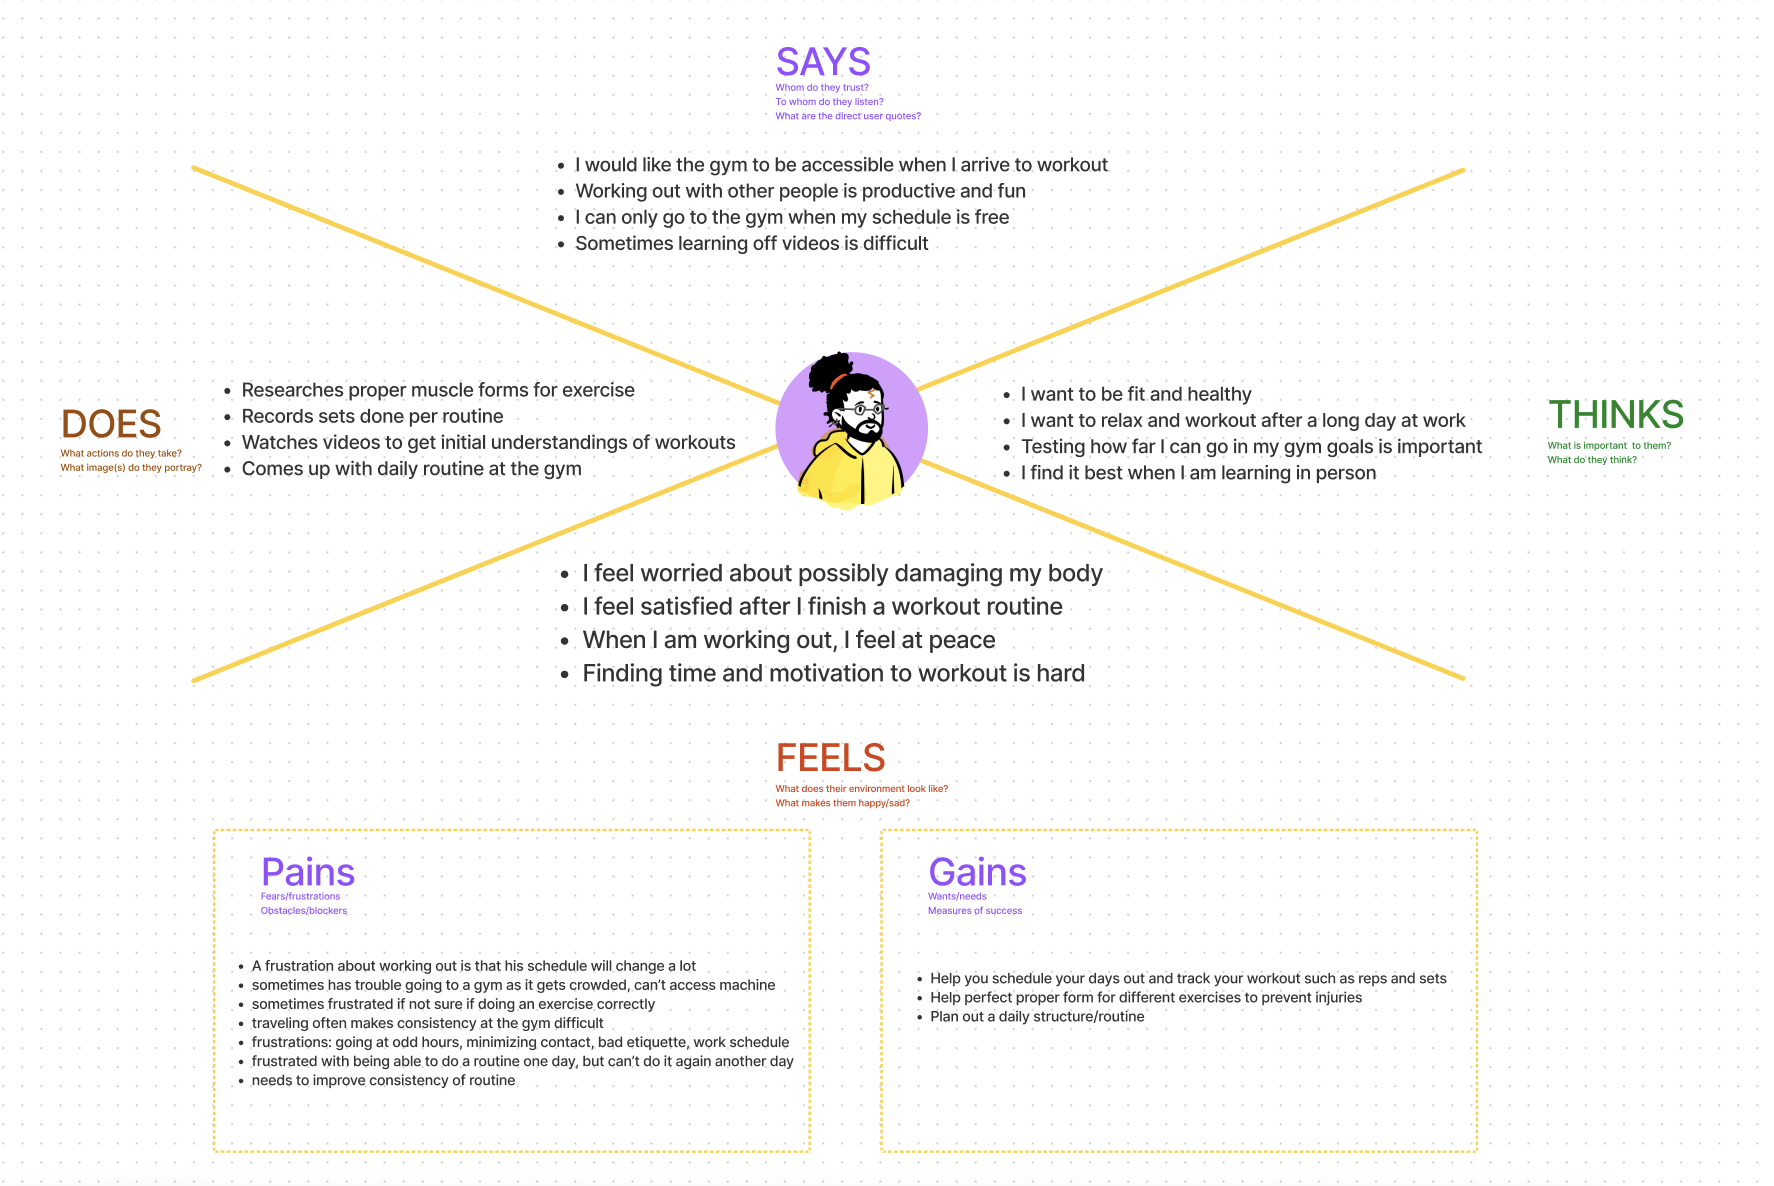 SAYS
Whom do they trust?
To whom do they listen?
What are the direct user quotes?
• I would like the gym to be accessible when I arrive to workout
• Working out with other people is productive and fun
• I can only go to the gym when my schedule is free
• Sometimes learning off videos is difficult
DOES
What actions do they take?
What image(s) do they portray?
• Researches proper muscle forms for exercise
• Records sets done per routine
• Watches videos to get initial understandings of workouts
• Comes up with daily routine at the gym
• I want to be fit and healthy
• I want to relax and workout after a long day at work
• Testing how far I can go in my gym goals is important
• I find it best when I am learning in person
THINKS
What is important to them?
What do they think?
• I feel worried about possibly damaging my body
• I feel satisfied after I finish a workout routine
• When I am working out, I feel at peace
• Finding time and motivation to workout is hard
FEELS
What does their environment look like?
What makes them happy/sad?
Pains
Fears/frustrations
Obstacles/blockers
• A frustration about working out is that his schedule will change a lot
• sometimes has trouble going to a gym as it gets crowded, can't access machine
• sometimes frustrated if not sure if doing an exercise correctly
• traveling often makes consistency at the gym difficult
• frustrations: going at odd hours, minimizing contact, bad etiquette, work schedule
• frustrated with being able to do a routine one day, but can't do it again another day
• needs to improve consistency of routine
Gains
Wants/needs
Measures of success
• Help you schedule your days out and track your workout such as reps and sets
• Help perfect proper form for different exercises to prevent injuries
• Plan out a daily structure/routine